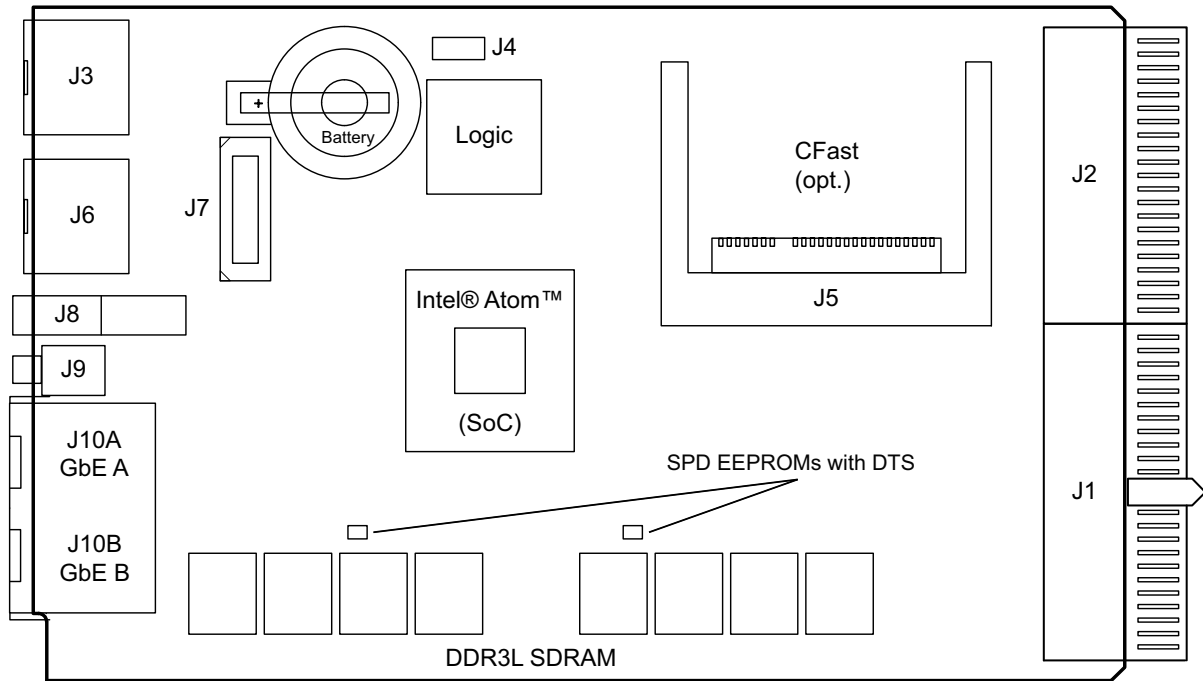 J3
J4
+
Battery
Logic
CFast
(opt.)
J2
J6
J7
J5
Intel® Atom™
(SoC)
J8
J9
J10A
GbE A
J10B
GbE B
SPD EEPROMs with DTS
J1
DDR3L SDRAM